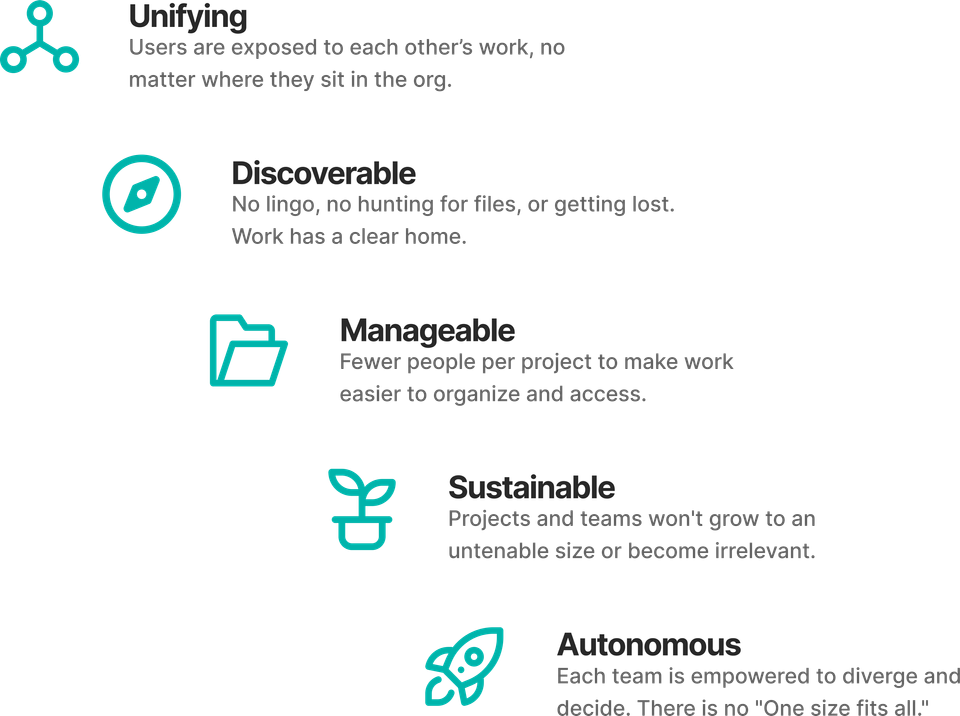 Unifying
Users are exposed to each other’s work, no
matter where they sit in the org.
Discoverable
No lingo, no hunting for files, or getting lost.
Work has a clear home.
Manageable
Fewer people per project to make work
easier to organize and access.
Sustainable
Projects and teams won't grow to an
untenable size or become irrelevant.
Autonomous
Each team is empowered to diverge and
decide. There is no "One size fits all."